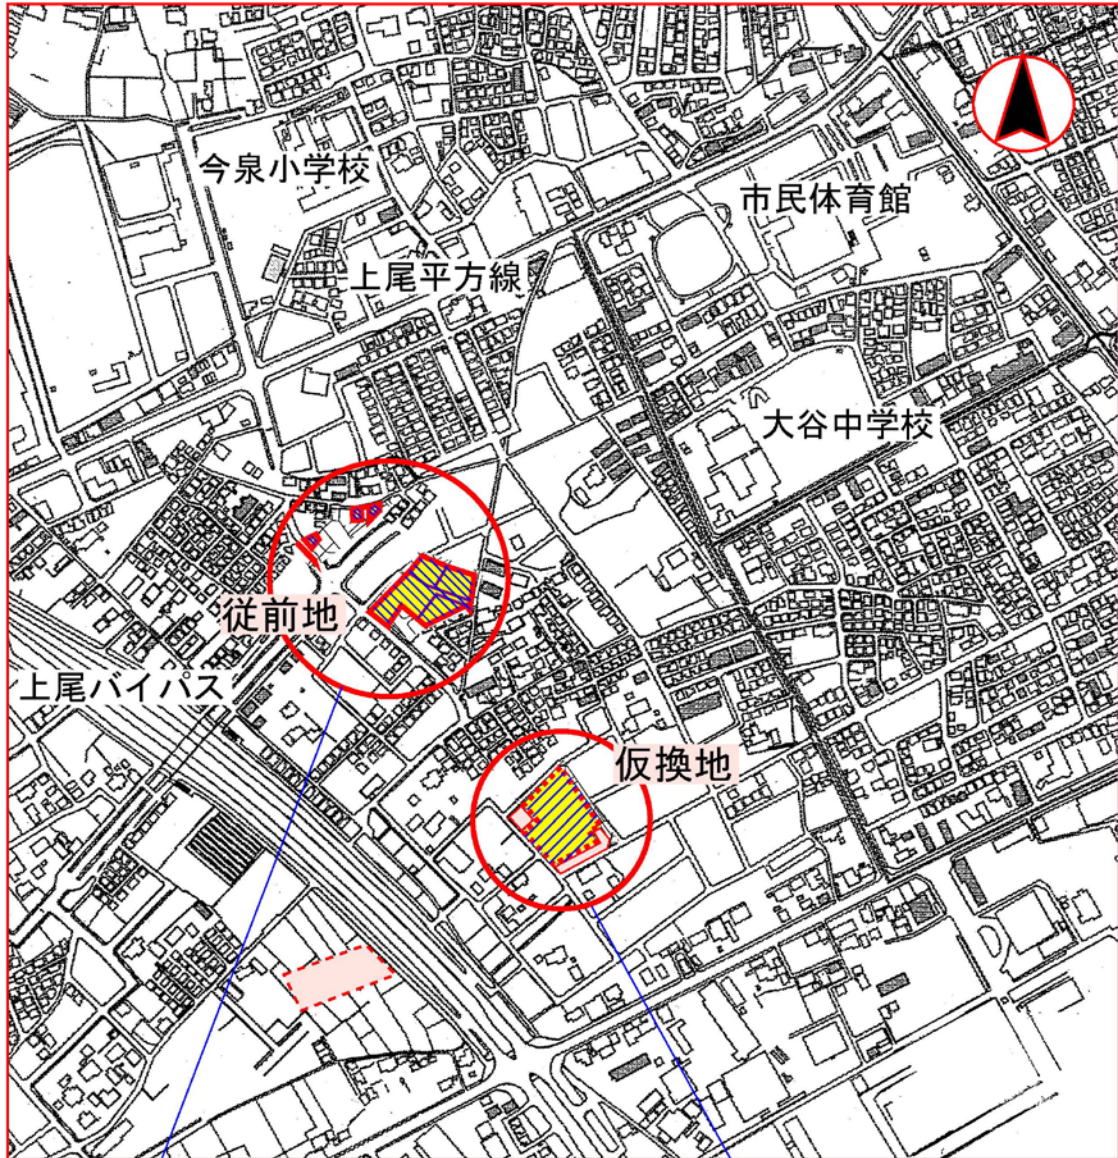 今泉小学校
市民体育館
上尾平方線
大谷中学校
従前地
上尾バイパス
仮換地